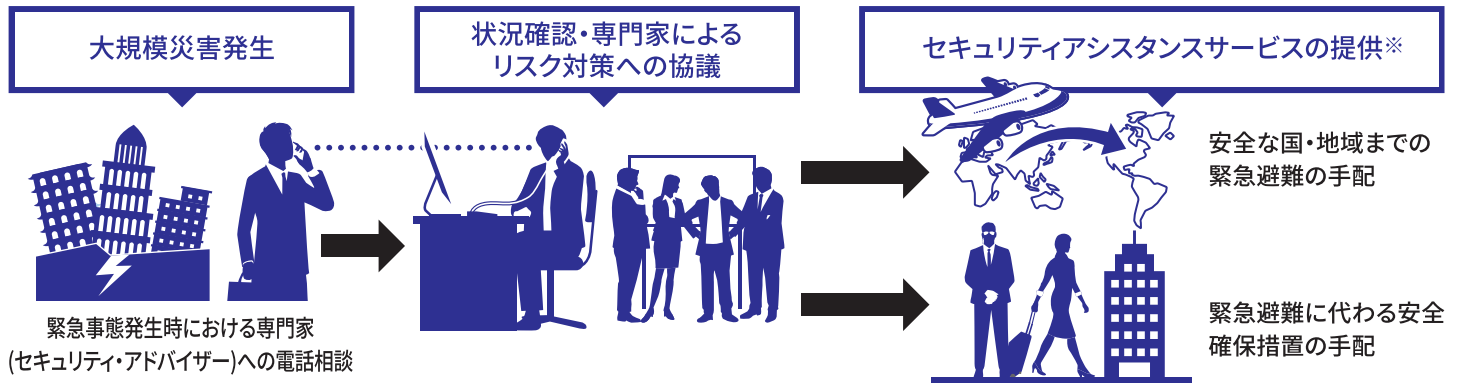 大規模災害発生
状況確認・専門家による
リスク対策への協議
セキュリティアシスタンスサービスの提供※
安全な国・地域までの
緊急避難の手配
緊急避難に代わる安全
確保措置の手配
緊急事態発生時における専門家
(セキュリティ・アドバイザー)への電話相談